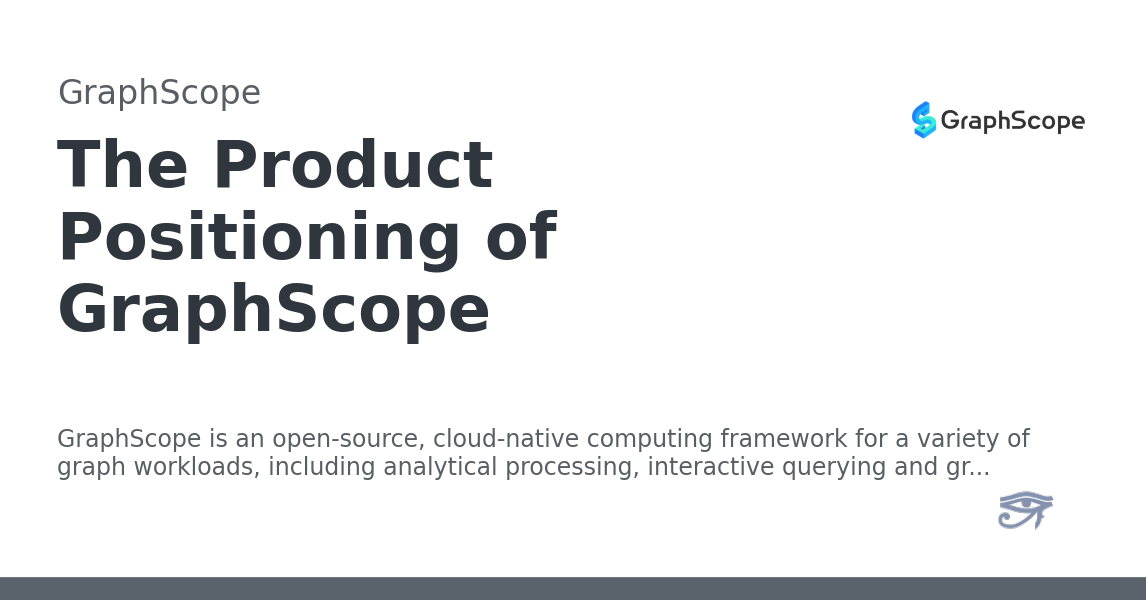 GraphScope
GraphScope
The Product
Positioning of
GraphScope
GraphScope is an open-source, cloud-native computing framework for a variety of
graph workloads, including analytical processing, interactive querying and gr...